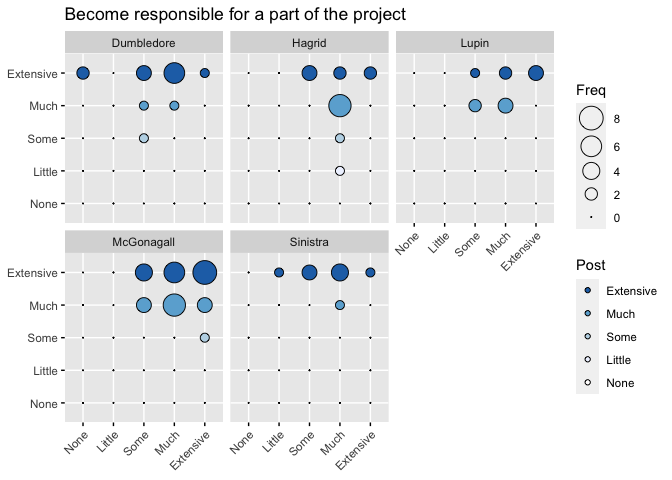 Become responsible for a part of the project
Dumbledore
Hagrid
Lupin
Extensive
Much
Some
Little
None
None
Little
Some
Much
Extensive
McGonagall
Sinistra
Extensive
Much
Some
Little
None
None
Little
Some
Much
Extensive
None
Little
Some
Much
Extensive
Freq
8
6
4
2
0
Post
Extensive
Much
Some
Little
None